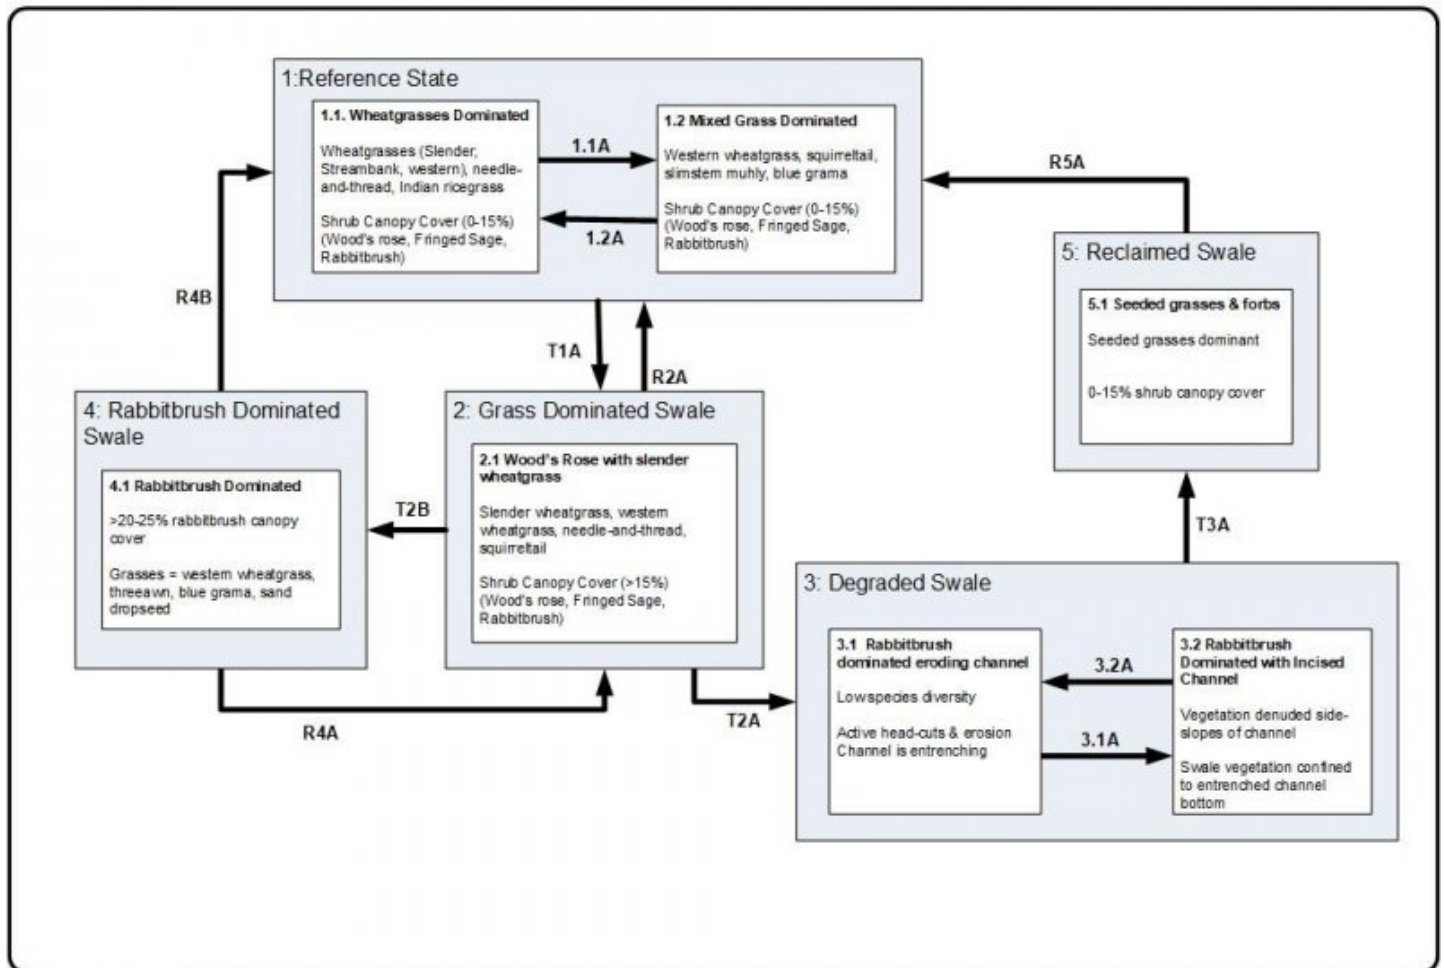 1:Reference State
1.1. Wheatgrasses Dominated
Wheatgrasses (Slender,
Streambank, western), needle-
and-thread, Indian ricegrass
Shrub Canopy Cover (0-15%)
(Wood's rose, Fringed Sage,
Rabbitbrush)
1.1A
1.2A
1.2 Mixed Grass Dominated
Western wheatgrass, squirreltail,
slimstem muhly, blue grama
Shrub Canopy Cover (0-15%)
(Wood's rose, Fringed Sage,
Rabbitbrush)
R5A
R4B
5: Reclaimed Swale
5.1 Seeded grasses & forbs
Seeded grasses dominant
0-15% shrub canopy cover
T1A
R2A
4: Rabbitbrush Dominated
Swale
4.1 Rabbitbrush Dominated
>20-25% rabbitbrush canopy
cover
Grasses = western wheatgrass,
threeawn, blue grama, sand
dropseed
T2B
2: Grass Dominated Swale
2.1 Wood's Rose with slender
wheatgrass
Slender wheatgrass, western
wheatgrass, needle-and-thread,
squirreltail
Shrub Canopy Cover (>15%)
(Wood's rose, Fringed Sage,
Rabbitbrush)
T3A
R4A
T2A
3: Degraded Swale
3.1 Rabbitbrush
dominated eroding channel
Low species diversity
Active head-cuts & erosion
Channel is entrenching
3.2A
3.1A
3.2 Rabbitbrush
Dominated with Incised
Channel
Vegetation denuded side-
slopes of channel
Swale vegetation confined
to entrenched channel
bottom